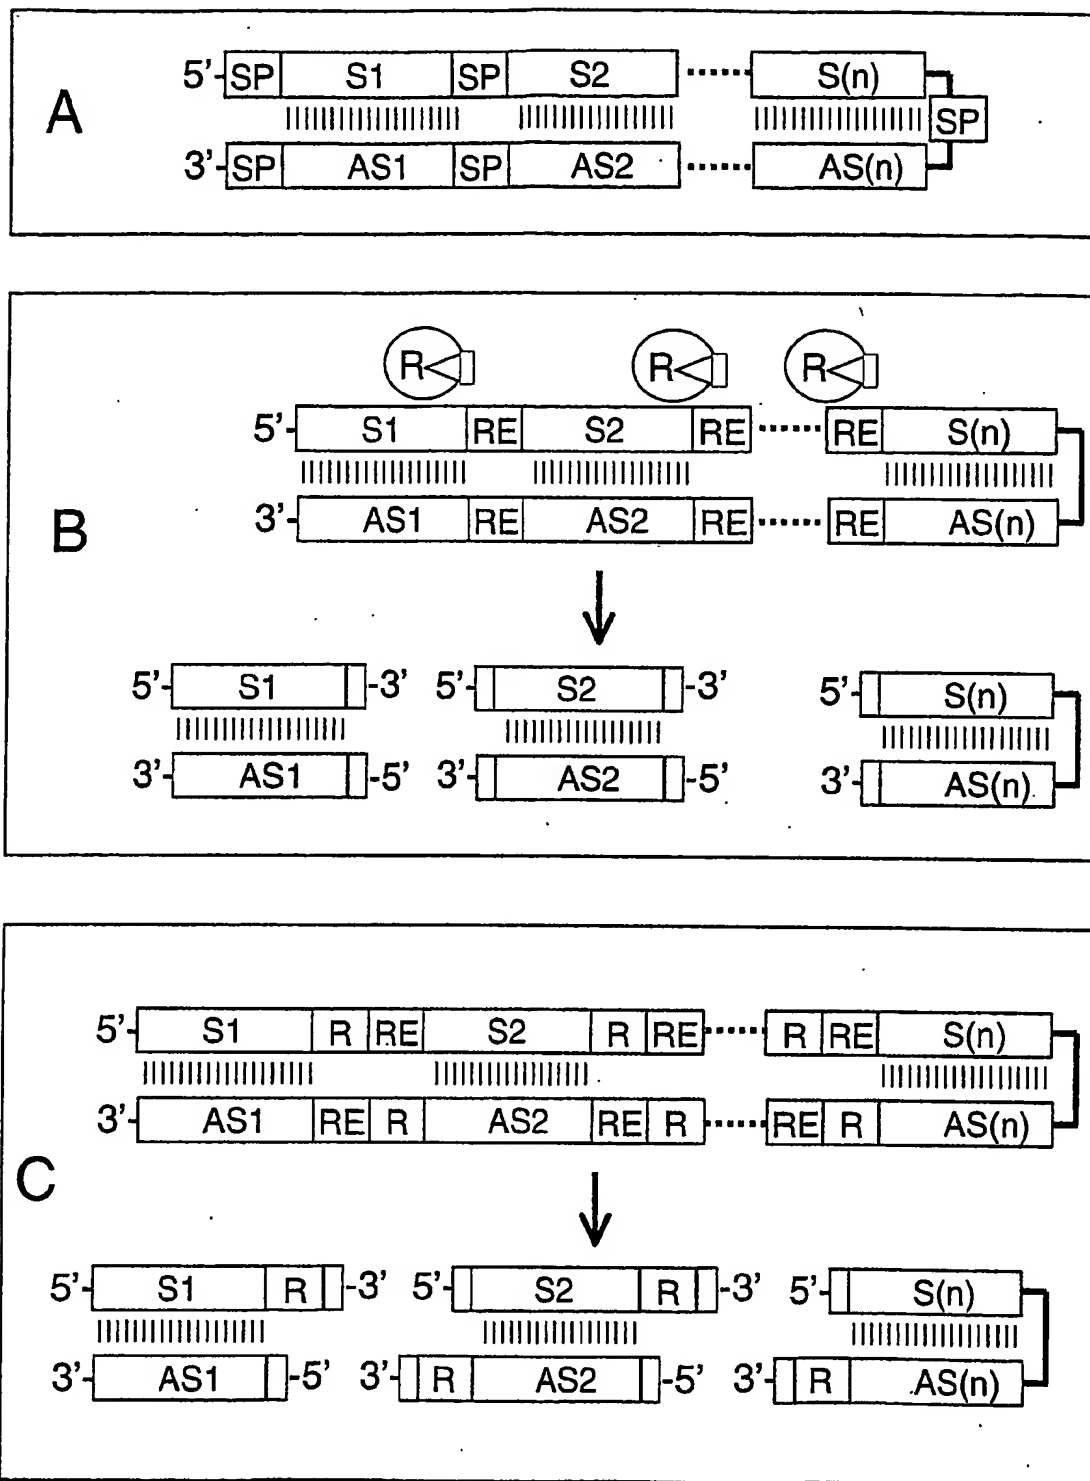 A
5'- SP S1 SP S2 S(n)
SP
3'- SP AS1 SP AS2 AS(n)
B
R R R
5'- S1 RE S2 RE RE S(n)
3'- AS1 RE AS2 RE RE AS(n)
5'- S1 -3' 5'- S2 -3' 5'- S(n)
3'- AS1 -5' 3'- AS2 -5' 3'- AS(n)
C
5'- S1 R RE S2 R RE R RE S(n)
3'- AS1 RE R AS2 RE R RE R AS(n)
5'- S1 R -3' 5'- S2 R -3' 5'- S(n)
3'- AS1 -5' 3'- R AS2 -5' 3'- R AS(n)